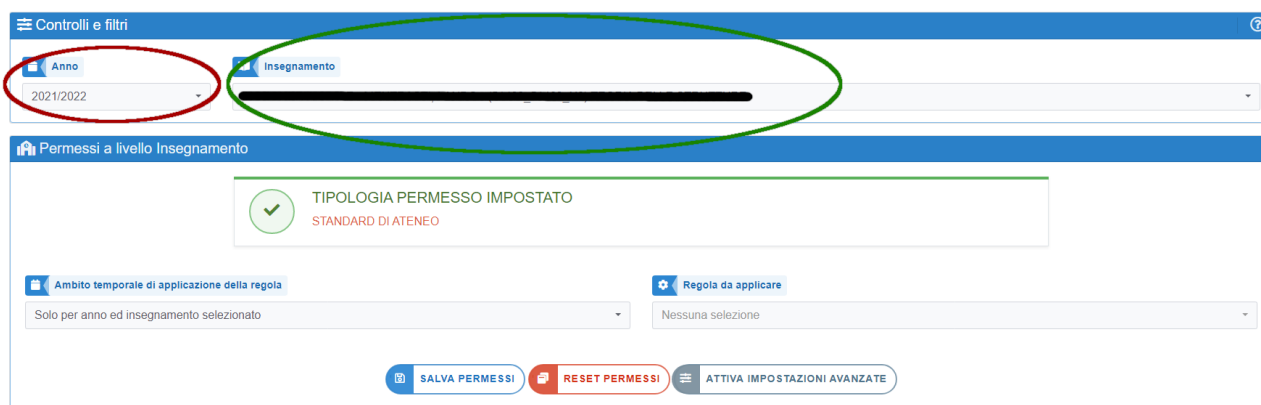 Controlli e filtri
Anno
Insegnamento
2021/2022
Permessi a livello Insegnamento
TIPOLOGIA PERMESSO IMPOSTATO
STANDARD DI ATENEO
Ambito temporale di applicazione della regola
Regola da applicare
Solo per anno ed insegnamento selezionato
Nessuna selezione
SALVA PERMESSI
RESET PERMESSI
ATTIVA IMPOSTAZIONI AVANZATE